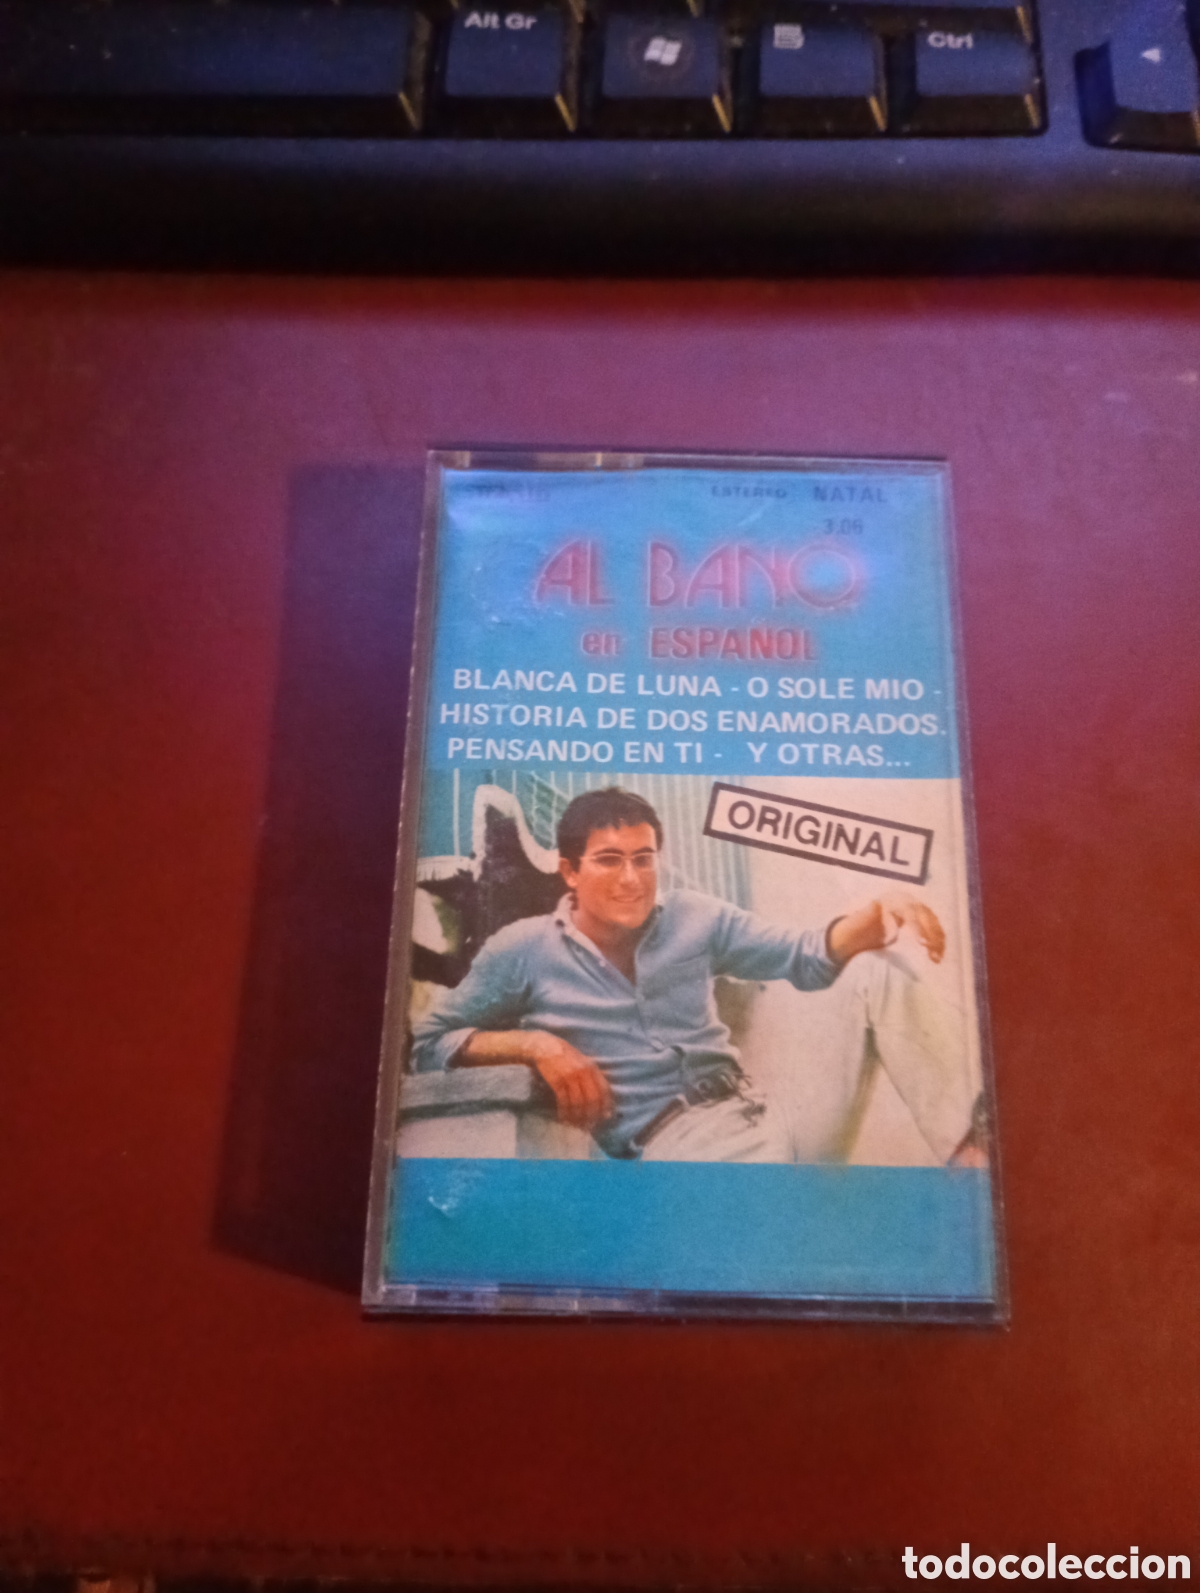 Alt Gr
Ctrl
ESTEREO NATAL
3.06
AL BANO
en ESPAÑOL
BLANCA DE LUNA - O SOLE MIO -
HISTORIA DE DOS ENAMORADOS.
PENSANDO EN TI - Y OTRAS...
ORIGINAL
todocoleccion